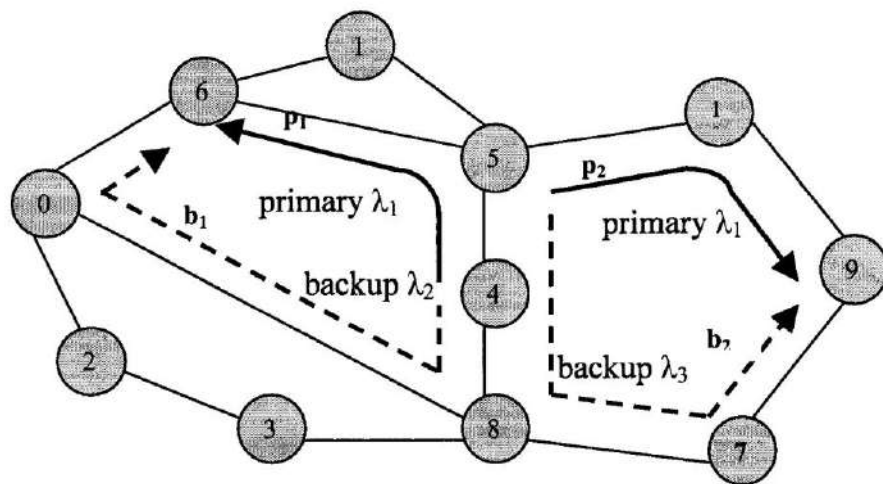 1
6
1
p₁
5
p₂
0
b₁
primary λ₁
primary λ₁
9
backup λ₂
4
b₂
2
backup λ₃
3
8
7